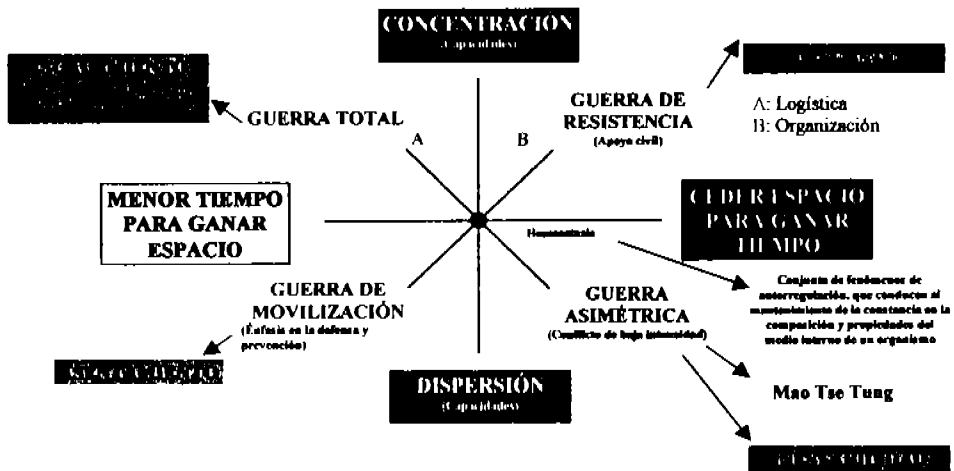 CONCENTRACIÓN
(Capacidades)
GUERRA TOTAL
A
B
GUERRA DE
RESISTENCIA
(Apoyo civil)
A: Logística
B: Organización
MENOR TIEMPO
PARA GANAR
ESPACIO
CEDER ESPACIO
PARA GANAR
TIEMPO
Homeostasis
Conjunto de fenómenos de
autorregulación, que conducen al
mantenimiento de la constancia en la
composición y propiedades del
medio interno de un organismo
GUERRA DE
MOVILIZACIÓN
(Énfasis en la defensa y
prevención)
GUERRA
ASIMÉTRICA
(Conflicto de baja intensidad)
DISPERSIÓN
(Capacidades)
Mao Tse Tung